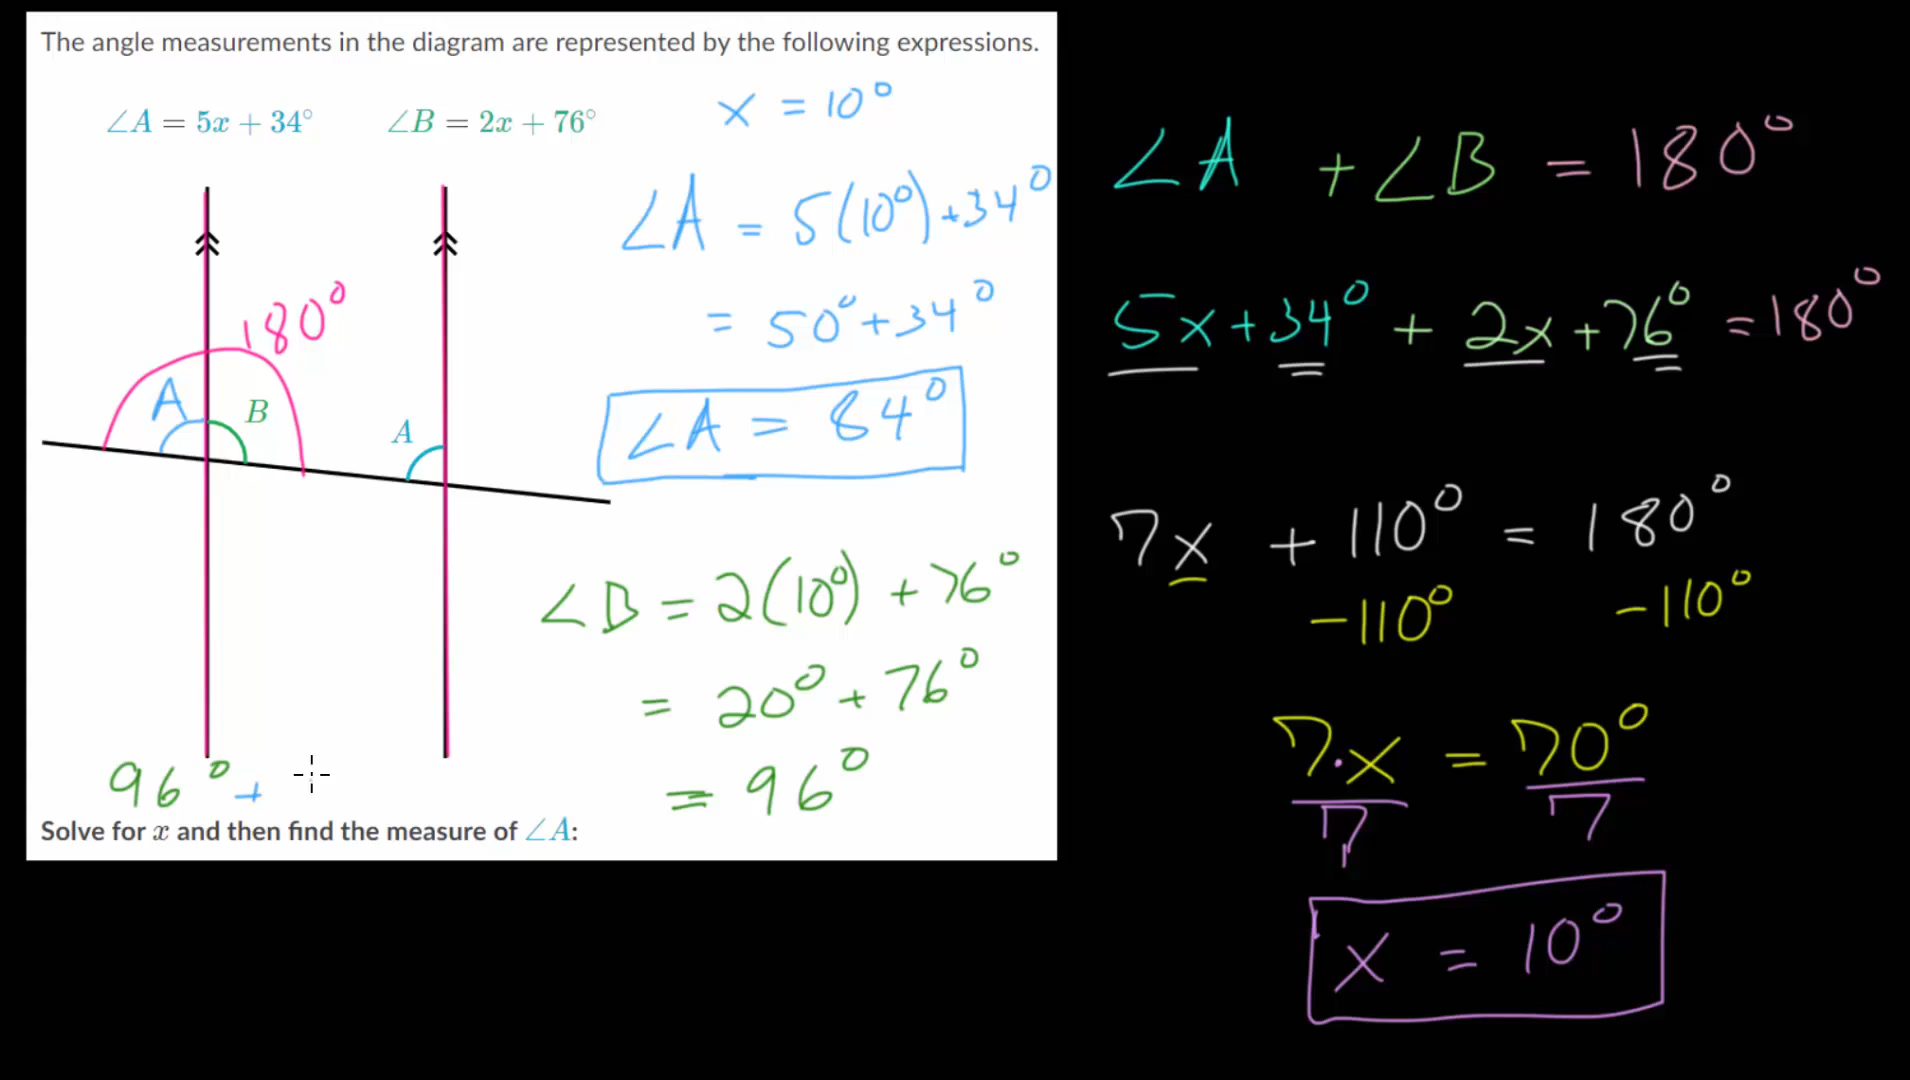 The angle measurements in the diagram are represented by the following expressions.
∠A = 5x + 34° ∠B = 2x + 76°
x = 10°
∠A = 5(10°)+34°
= 50°+34°
∠A = 84°
180°
A
B
A
∠B = 2(10°) + 76°
= 20° + 76°
= 96°
96° +
Solve for x and then find the measure of ∠A:
∠A + ∠B = 180°
5x+34° + 2x+76° = 180°
7x + 110° = 180°
-110° -110°
7·x = 70°
7 7
x = 10°